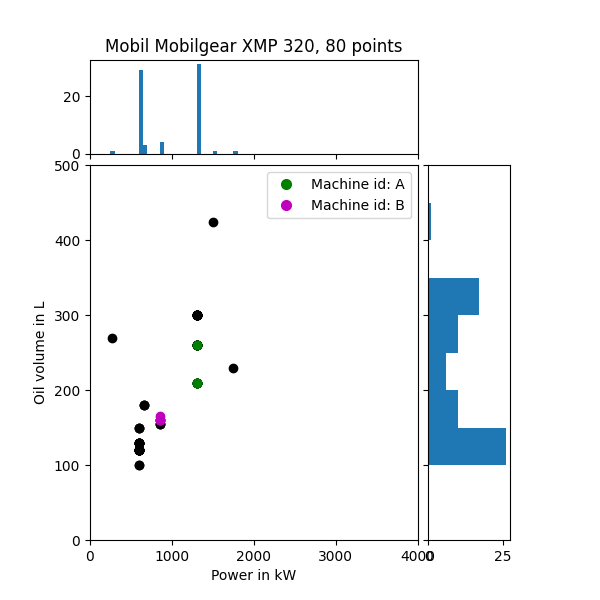 Mobil Mobilgear XMP 320, 80 points
20
0
500
400
300
200
100
0
Oil volume in L
Machine id: A
Machine id: B
0 1000 2000 3000 4000
0 25
Power in kW